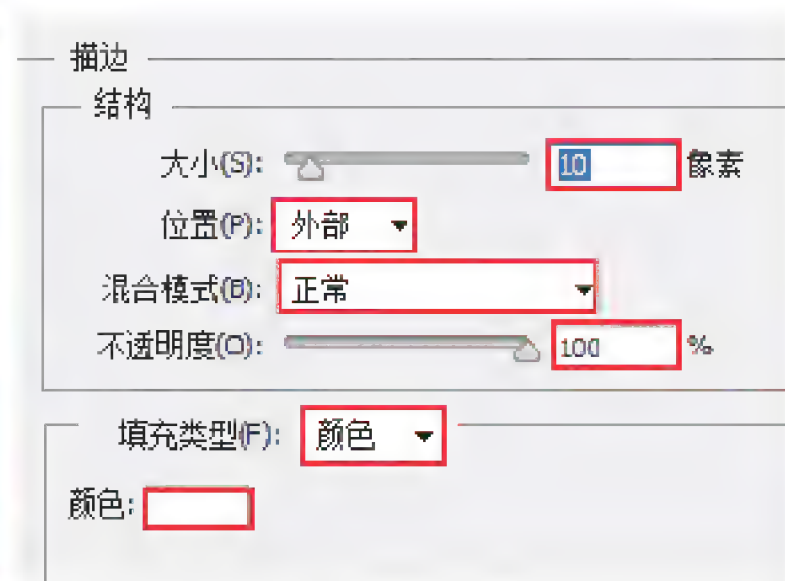 描边
结构
大小(S): 10 像素
位置(P): 外部
混合模式(B): 正常
不透明度(O): 100 %
填充类型(F): 颜色
颜色: